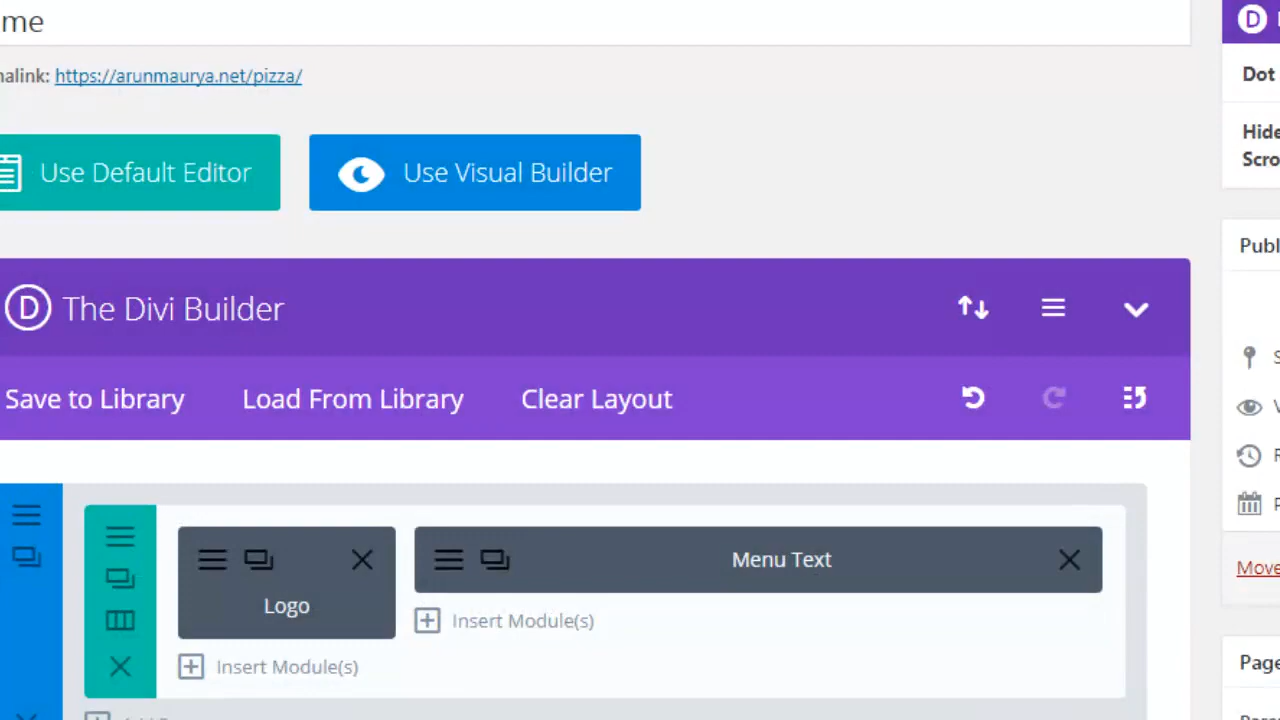 me
malink: https://arunmaurya.net/pizza/
Use Default Editor
Use Visual Builder
D The Divi Builder
Save to Library
Load From Library
Clear Layout
Logo
Insert Module(s)
Menu Text
Insert Module(s)
D
Dot
Hide
Scro
Publ
Move
Page